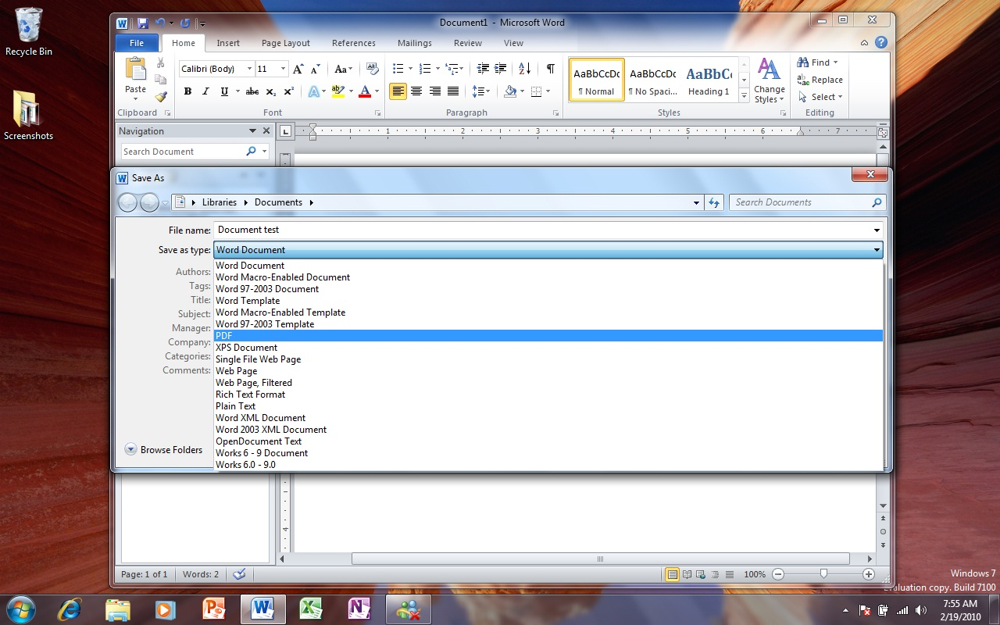 Recycle Bin
Screenshots
Document1 - Microsoft Word
File Home Insert Page Layout References Mailings Review View
Paste
Clipboard
Calibri (Body) 11
Font
Paragraph
AaBbCcDc AaBbCcDc AaBbC
¶ Normal ¶ No Spaci... Heading 1
Change Styles
Styles
Find
Replace
Select
Editing
Navigation
Search Document
1 2 3 4 5 6 7
Save As
Libraries Documents
Search Documents
File name: Document test
Save as type: Word Document
Authors:
Tags:
Title:
Subject:
Manager:
Company:
Categories:
Comments:
Word Document
Word Macro-Enabled Document
Word 97-2003 Document
Word Template
Word Macro-Enabled Template
Word 97-2003 Template
PDF
XPS Document
Single File Web Page
Web Page
Web Page, Filtered
Rich Text Format
Plain Text
Word XML Document
Word 2003 XML Document
OpenDocument Text
Works 6 - 9 Document
Works 6.0 - 9.0
Browse Folders
Page: 1 of 1 Words: 2
100%
Windows 7
Build 7100
7:55 AM
2/19/2010